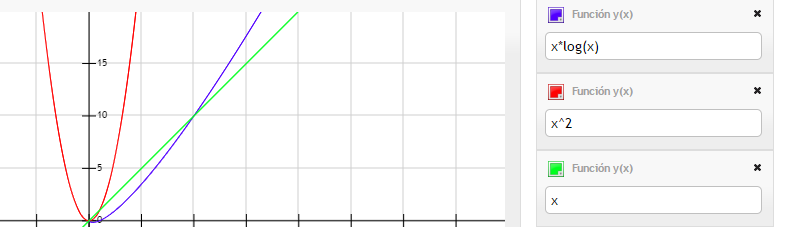 15
10
5
0
Función y(x) ✖
x*log(x)
Función y(x) ✖
x^2
Función y(x) ✖
x